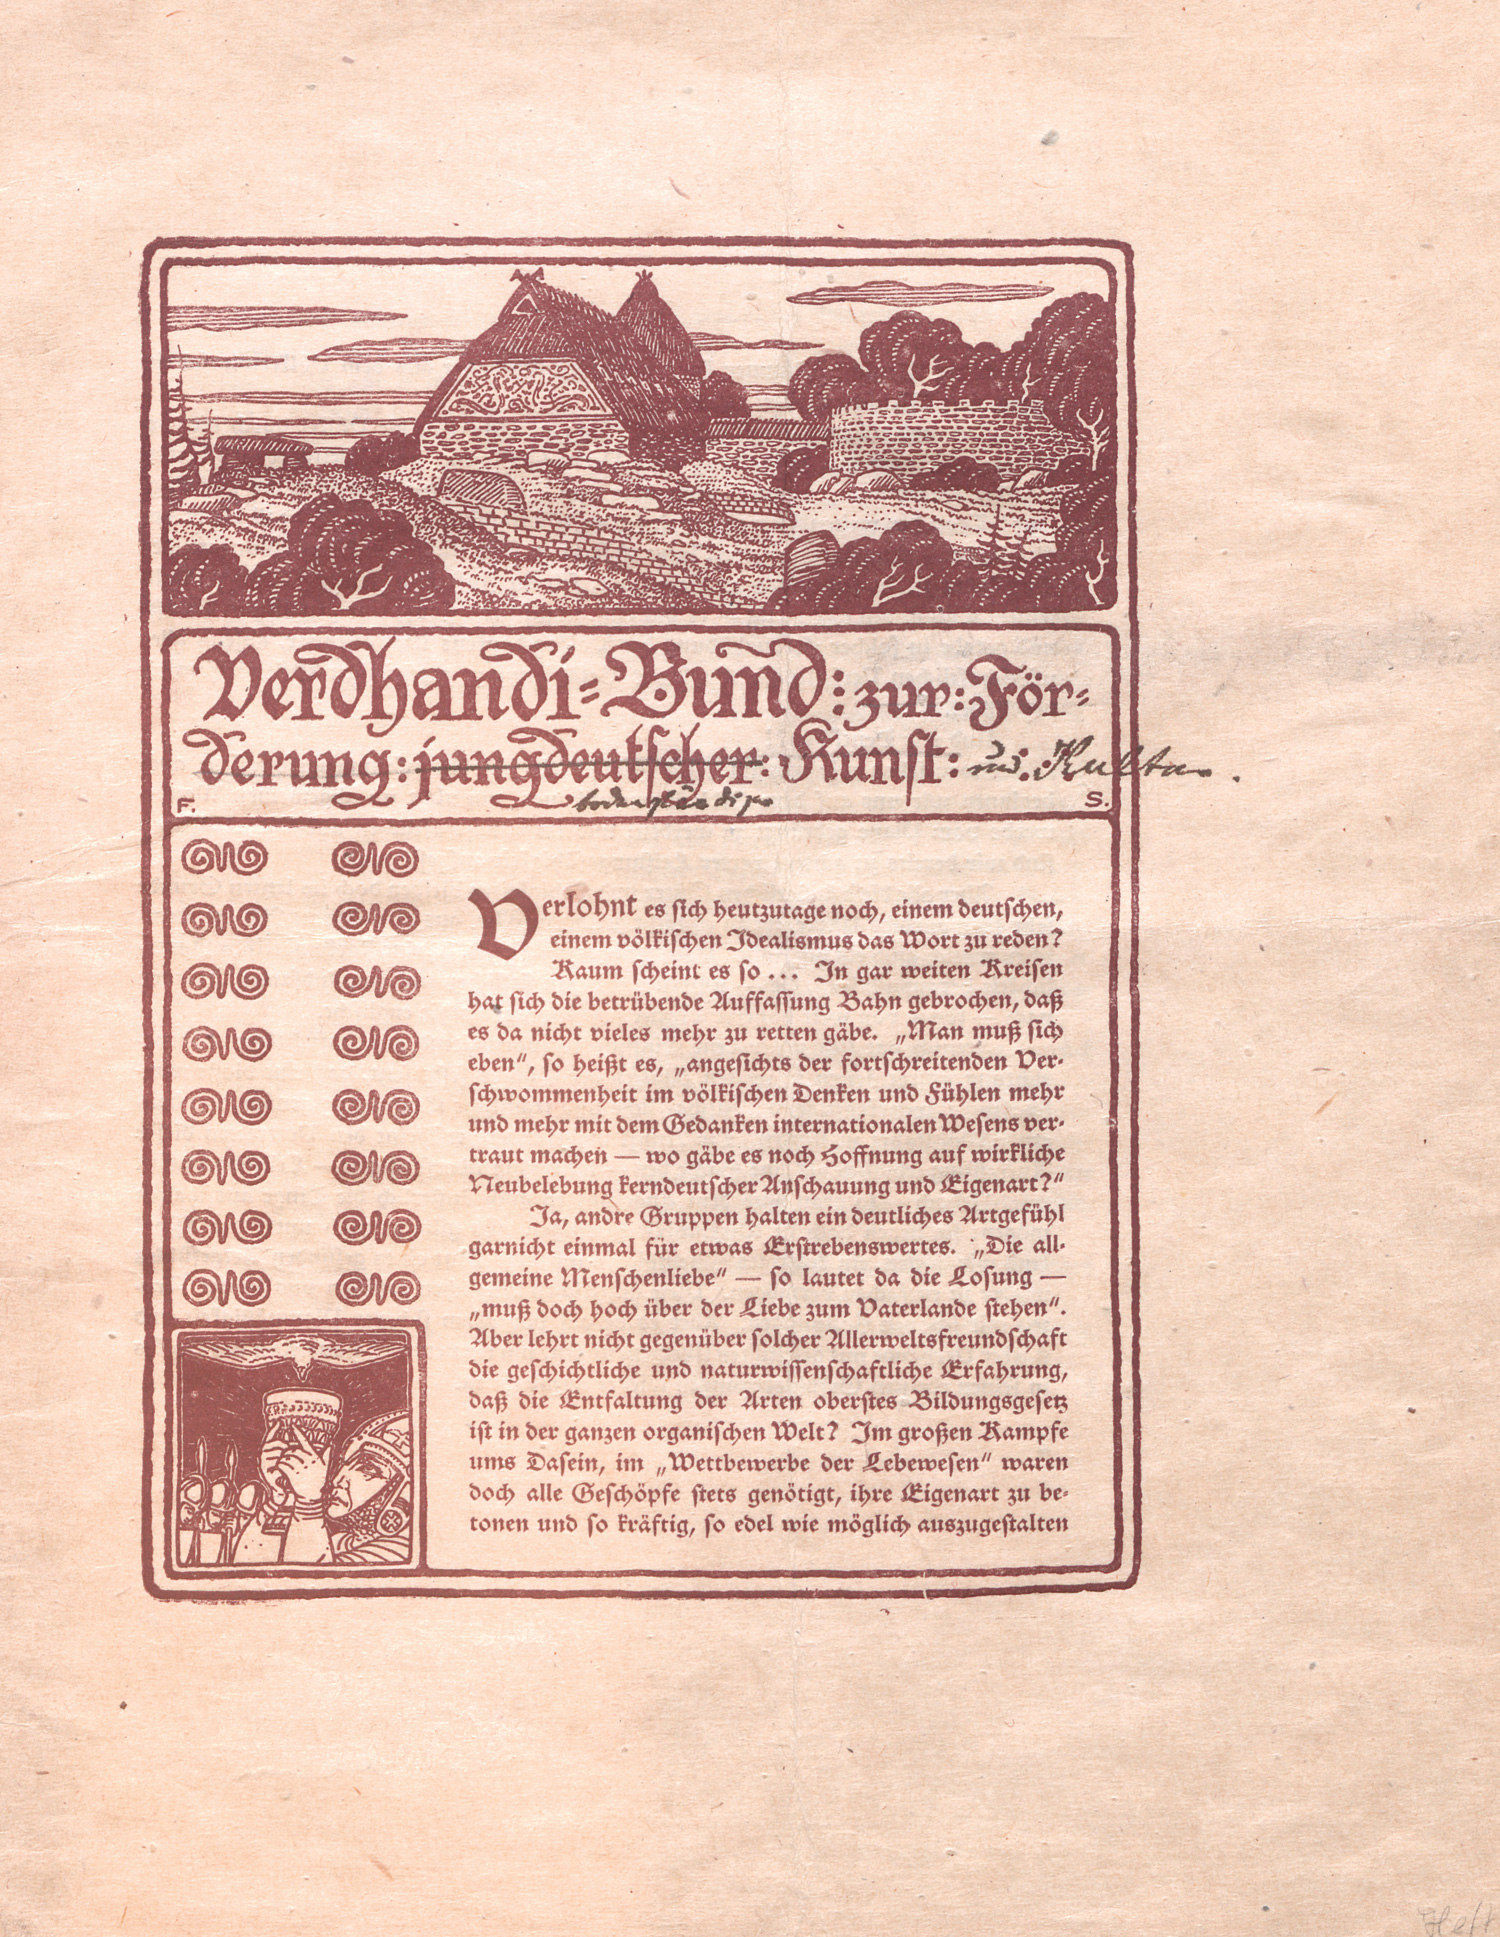 Verdhandi-Bund: zur: För-
derung: jungdeutscher: Kunst: und Kultur.
bodenständiger
F.
S.
Verlohnt es sich heutzutage noch, einem deutschen,
einem völkischen Idealismus das Wort zu reden?
Kaum scheint es so ... In gar weiten Kreisen
hat sich die betrübende Auffassung Bahn gebrochen, daß
es da nicht vieles mehr zu retten gäbe. „Man muß sich
eben“, so heißt es, „angesichts der fortschreitenden Ver-
schwommenheit im völkischen Denken und Fühlen mehr
und mehr mit dem Gedanken internationalen Wesens ver-
traut machen — wo gäbe es noch Hoffnung auf wirkliche
Neubelebung kerndeutscher Anschauung und Eigenart?“
Ja, andre Gruppen halten ein deutliches Artgefühl
garnicht einmal für etwas Erstrebenswertes. „Die all-
gemeine Menschenliebe“ — so lautet da die Losung —
„muß doch hoch über der Liebe zum Vaterlande stehen“.
Aber lehrt nicht gegenüber solcher Allerweltsfreundschaft
die geschichtliche und naturwissenschaftliche Erfahrung,
daß die Entfaltung der Arten oberstes Bildungsgesetz
ist in der ganzen organischen Welt? Im großen Kampfe
ums Dasein, im „Wettbewerbe der Lebewesen“ waren
doch alle Geschöpfe stets genötigt, ihre Eigenart zu be-
tonen und so kräftig, so edel wie möglich auszugestalten